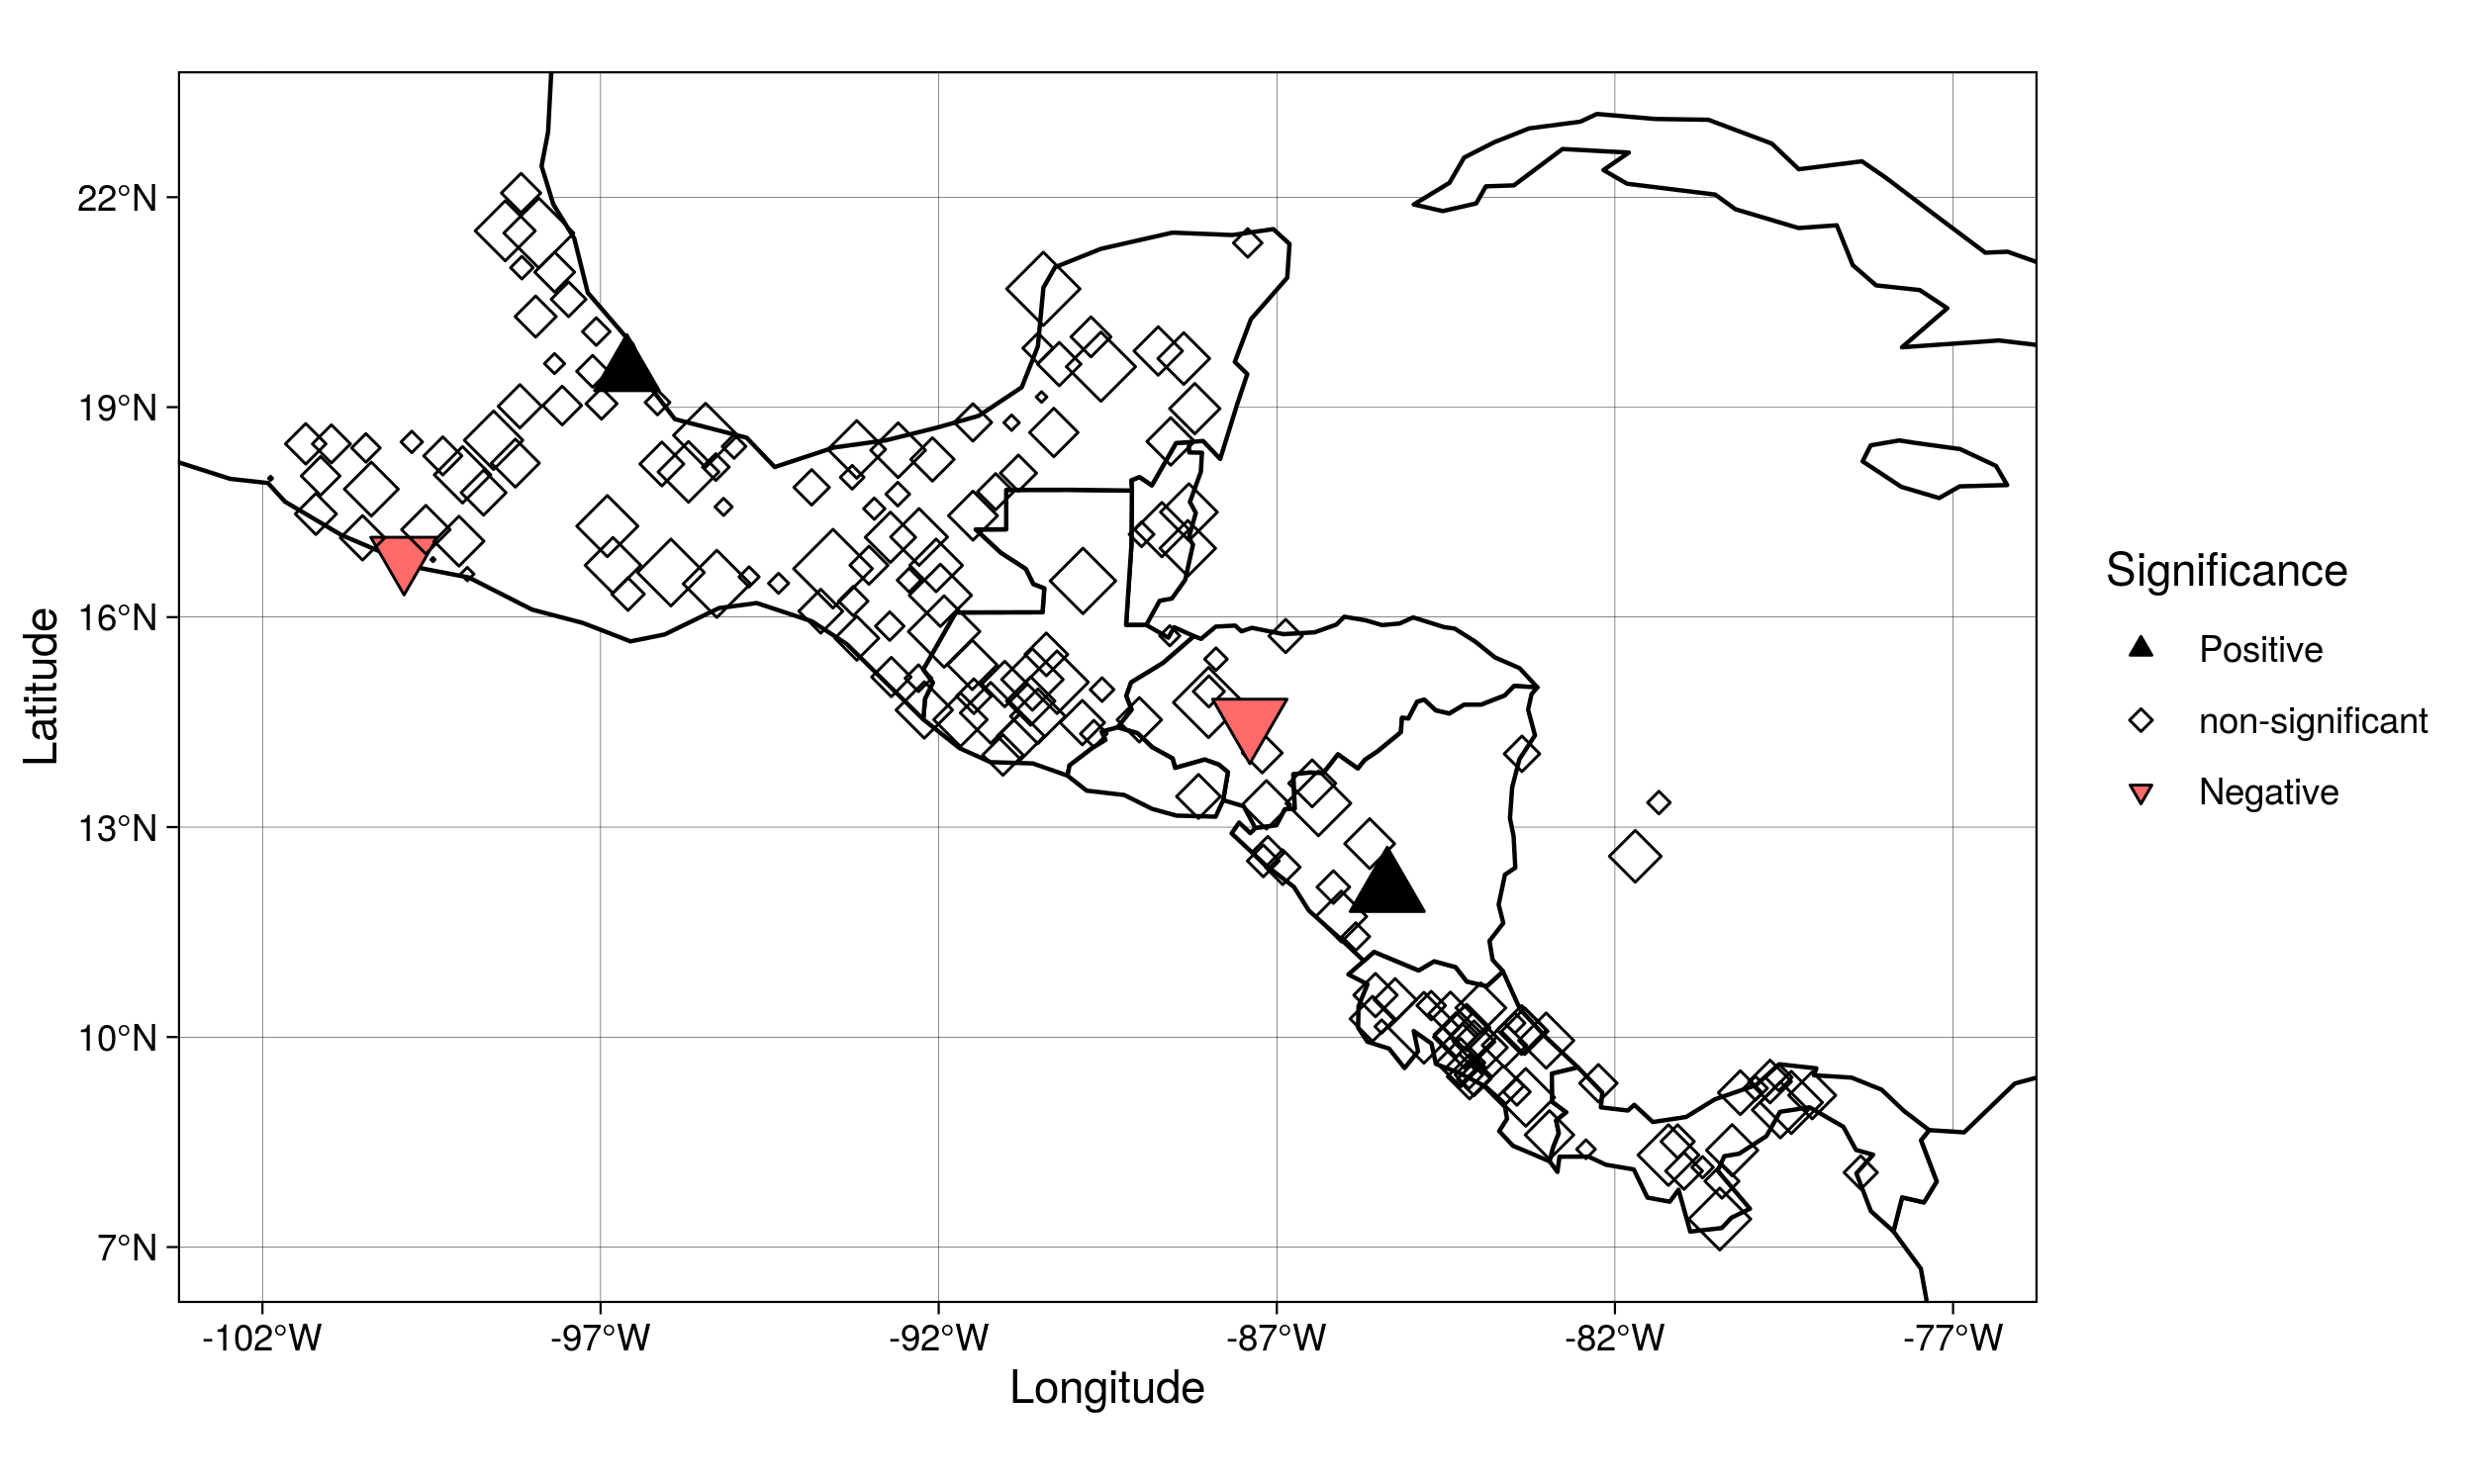 22°N
19°N
16°N
13°N
10°N
7°N
Latitude
-102°W -97°W -92°W -87°W -82°W -77°W
Longitude
Significance
Positive
non-significant
Negative